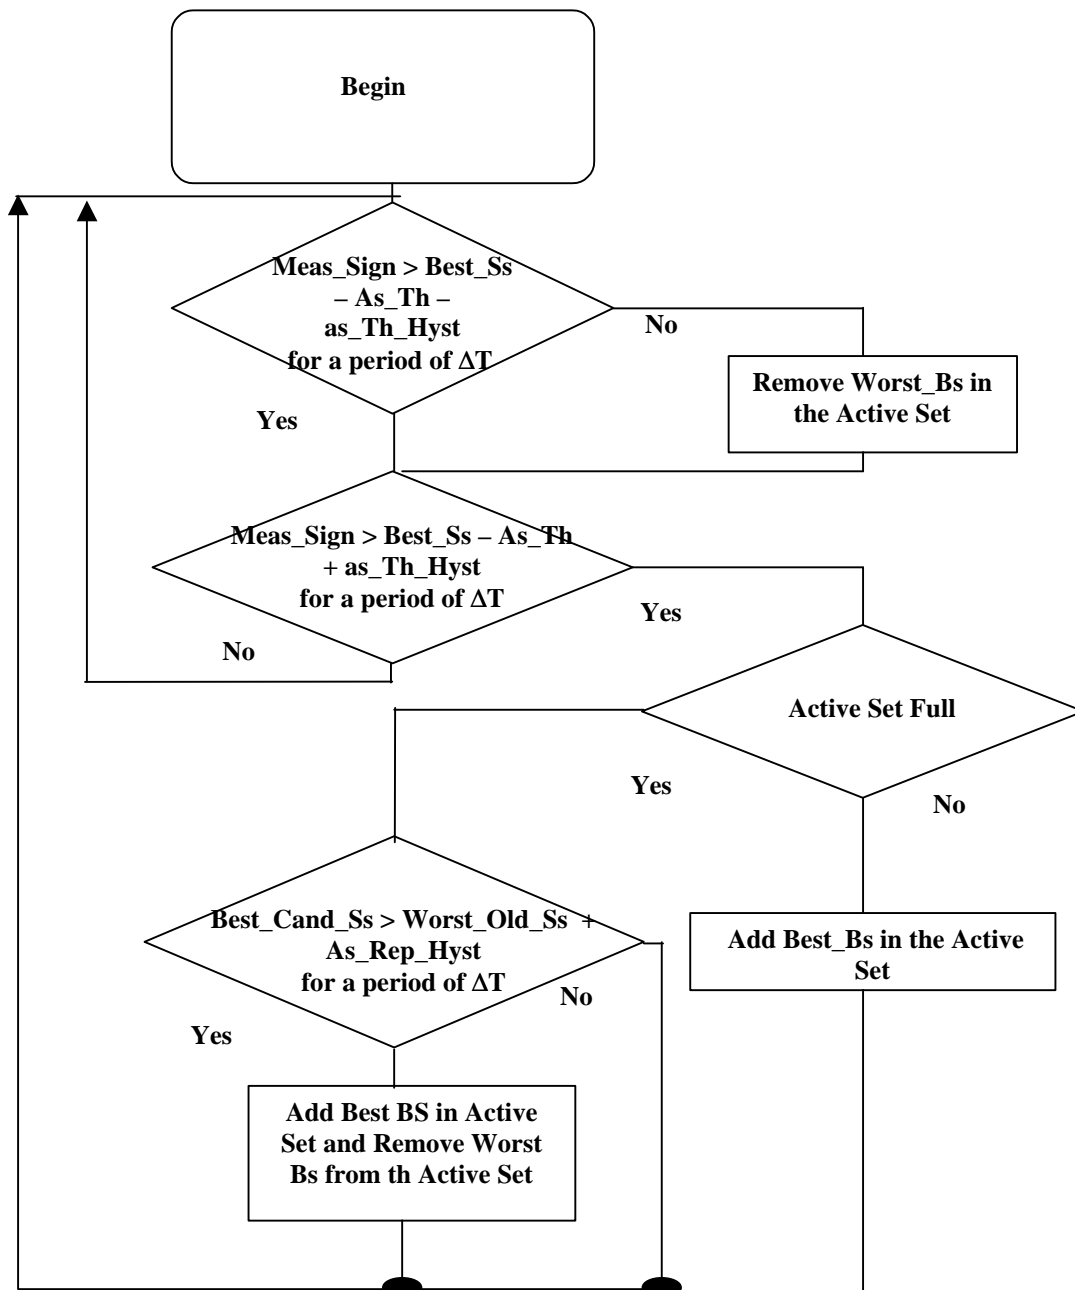 Begin
Meas_Sign > Best_Ss
– As_Th –
as_Th_Hyst
for a period of ΔT
No
Remove Worst_Bs in
the Active Set
Yes
Meas_Sign > Best_Ss – As_Th
+ as_Th_Hyst
for a period of ΔT
Yes
No
Active Set Full
Yes
No
Best_Cand_Ss > Worst_Old_Ss +
As_Rep_Hyst
for a period of ΔT
No
Yes
Add Best_Bs in the Active
Set
Add Best BS in Active
Set and Remove Worst
Bs from th Active Set